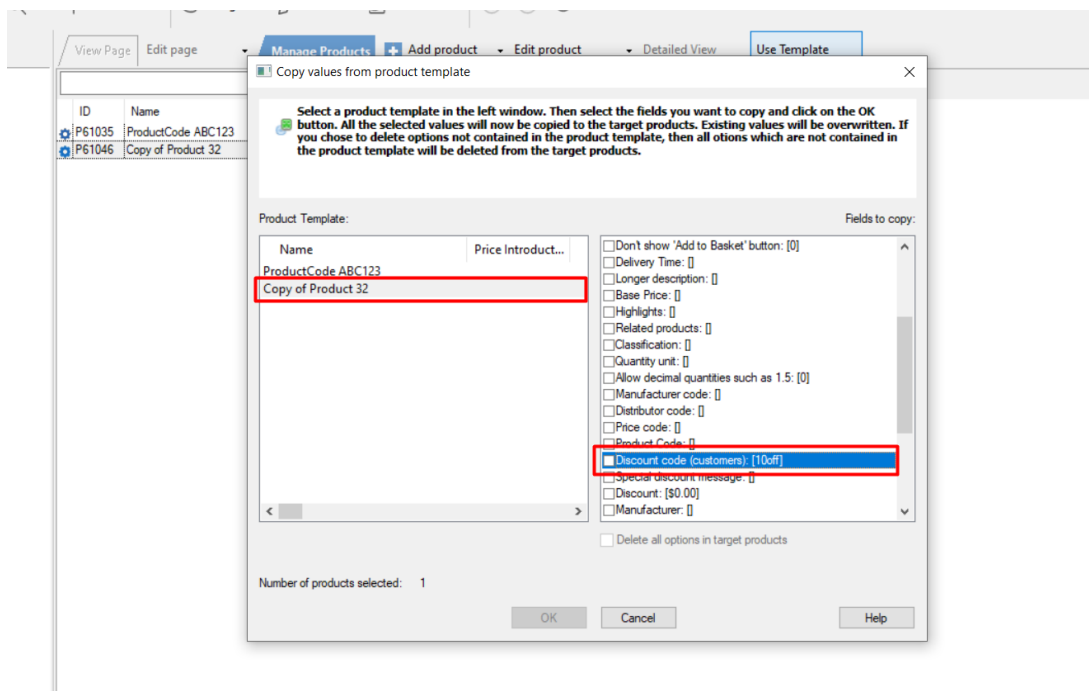 View Page
Edit page
Manage Products
Add product
Edit product
Detailed View
Use Template
Copy values from product template
ID
Name
P61035
ProductCode ABC123
P61046
Copy of Product 32
Select a product template in the left window. Then select the fields you want to copy and click on the OK
button. All the selected values will now be copied to the target products. Existing values will be overwritten. If
you chose to delete options not contained in the product template, then all otions which are not contained in
the product template will be deleted from the target products.
Product Template:
Fields to copy:
Name
Price Introduct...
ProductCode ABC123
Copy of Product 32
Don't show 'Add to Basket' button: [0]
Delivery Time: []
Longer description: []
Base Price: []
Highlights: []
Related products: []
Classification: []
Quantity unit: []
Allow decimal quantities such as 1.5: [0]
Manufacturer code: []
Distributor code: []
Price code: []
Product Code: []
Discount code (customers): [10off]
Special discount message: []
Discount: [$0.00]
Manufacturer: []
Delete all options in target products
Number of products selected: 1
OK
Cancel
Help